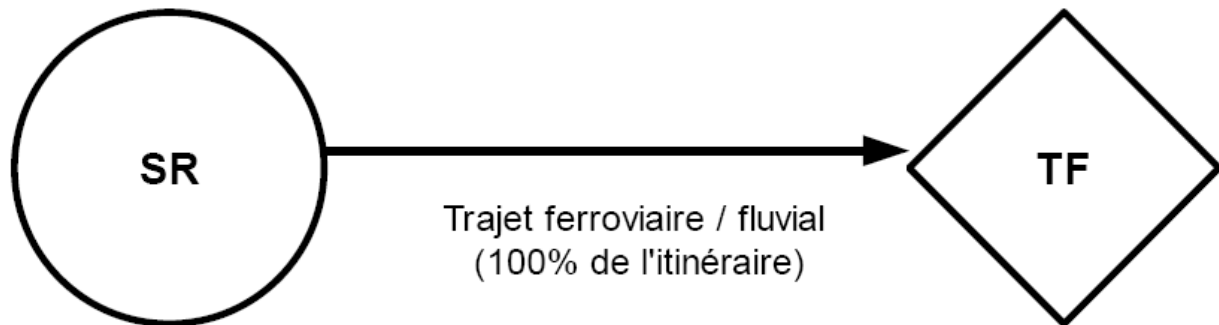 SR
TF
Trajet ferroviaire / fluvial
(100% de l'itinéraire)